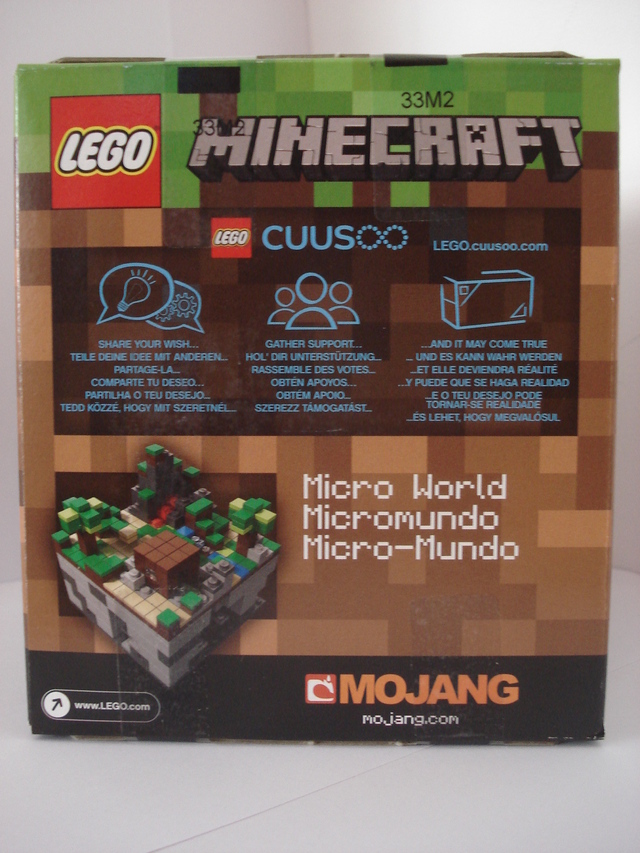 33M2
33M2
LEGO
MINECRAFT
LEGO CUUSOO LEGO.cuusoo.com
SHARE YOUR WISH...
TEILE DEINE IDEE MIT ANDEREN...
PARTAGE-LA...
COMPARTE TU DESEO...
PARTILHA O TEU DESEJO...
TEDD KÖZZÉ, HOGY MIT SZERETNÉL...
GATHER SUPPORT...
HOL' DIR UNTERSTÜTZUNG...
RASSEMBLE DES VOTES...
OBTÉN APOYOS...
OBTÉM APOIO...
SZEREZZ TÁMOGATÁST...
...AND IT MAY COME TRUE
... UND ES KANN WAHR WERDEN
...ET ELLE DEVIENDRA RÉALITÉ
...Y PUEDE QUE SE HAGA REALIDAD
...E O TEU DESEJO PODE
TORNAR-SE REALIDADE
...ÉS LEHET, HOGY MEGVALÓSUL
Micro World
Micromundo
Micro-Mundo
www.LEGO.com
MOJANG
mojang.com